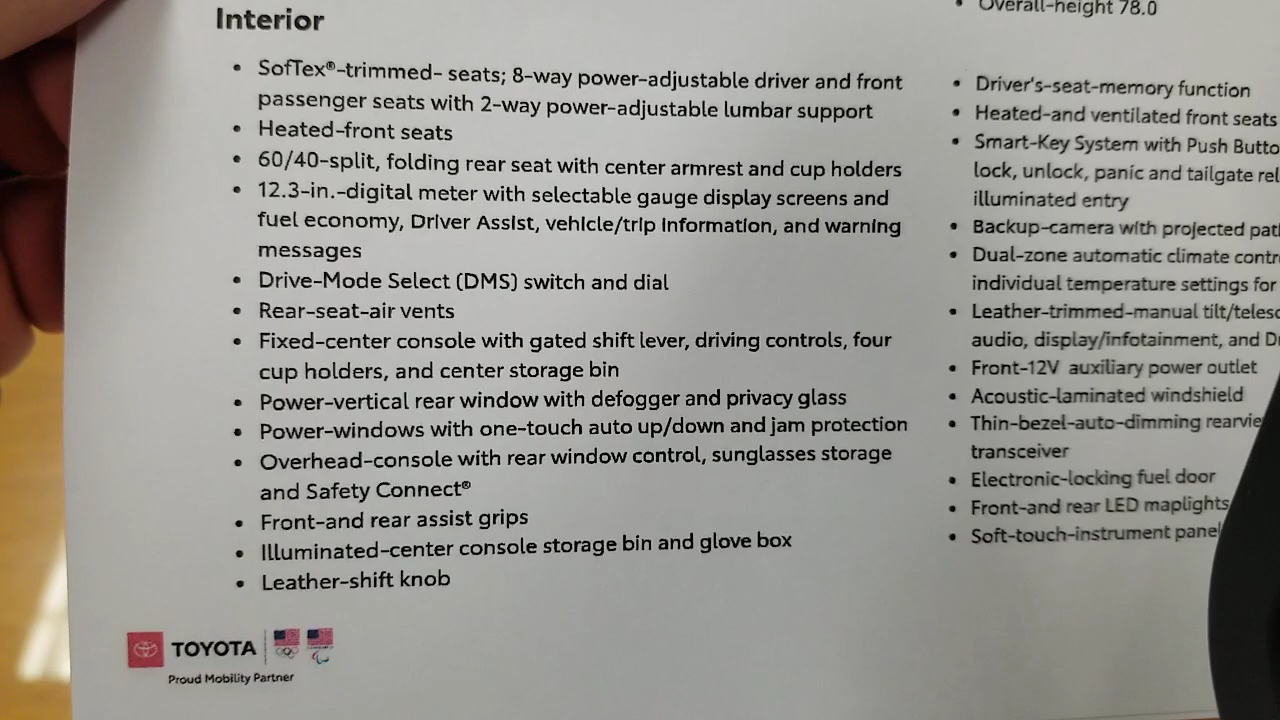 Interior
• SofTex®-trimmed- seats; 8-way power-adjustable driver and front
passenger seats with 2-way power-adjustable lumbar support
• Heated-front seats
• 60/40-split, folding rear seat with center armrest and cup holders
• 12.3-in.-digital meter with selectable gauge display screens and
fuel economy, Driver Assist, vehicle/trip information, and warning
messages
• Drive-Mode Select (DMS) switch and dial
• Rear-seat-air vents
• Fixed-center console with gated shift lever, driving controls, four
cup holders, and center storage bin
• Power-vertical rear window with defogger and privacy glass
• Power-windows with one-touch auto up/down and jam protection
• Overhead-console with rear window control, sunglasses storage
and Safety Connect®
• Front-and rear assist grips
• Illuminated-center console storage bin and glove box
• Leather-shift knob
• Overall-height 78.0
• Driver's-seat-memory function
• Heated-and ventilated front seats
• Smart-Key System with Push Butto
lock, unlock, panic and tailgate rel
illuminated entry
• Backup-camera with projected pat
• Dual-zone automatic climate contr
individual temperature settings for
• Leather-trimmed-manual tilt/telesc
audio, display/infotainment, and D
• Front-12V auxiliary power outlet
• Acoustic-laminated windshield
• Thin-bezel-auto-dimming rearvie
transceiver
• Electronic-locking fuel door
• Front-and rear LED maplights
• Soft-touch-instrument pane
TOYOTA
Proud Mobility Partner